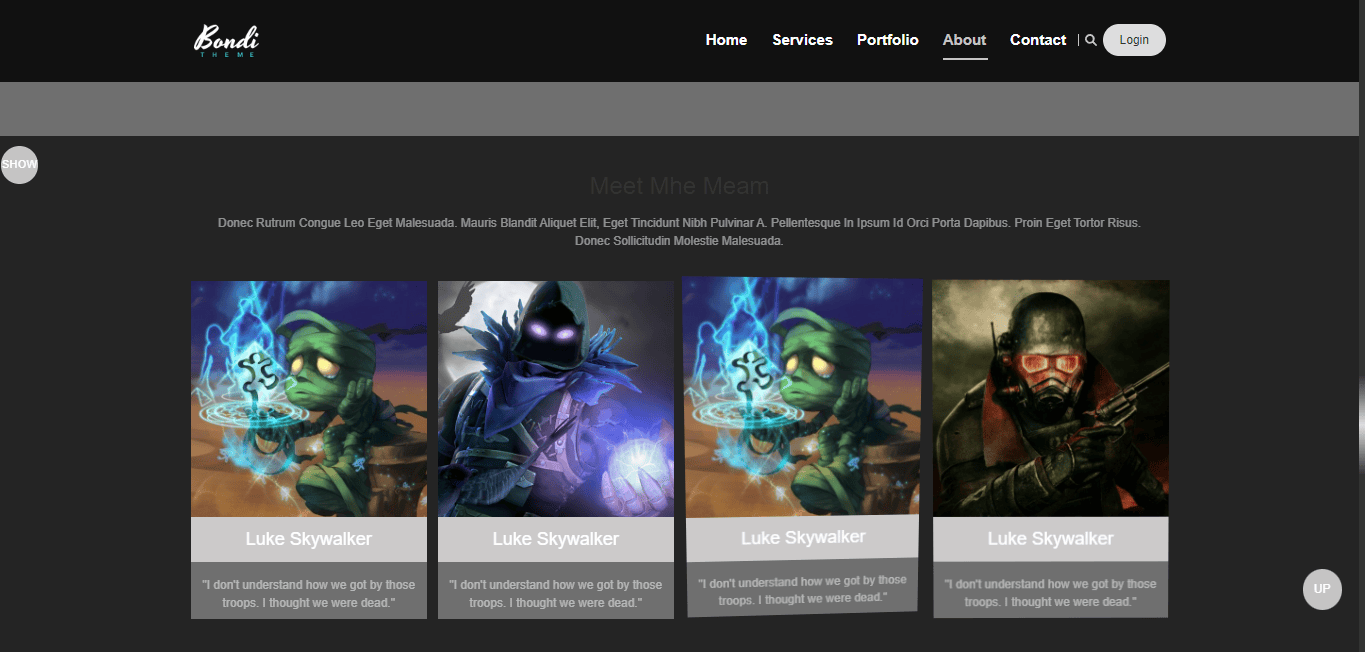 Bondi
THEME
Home Services Portfolio About Contact | Login
SHOW
Meet Mhe Meam
Donec Rutrum Congue Leo Eget Malesuada. Mauris Blandit Aliquet Elit, Eget Tincidunt Nibh Pulvinar A. Pellentesque In Ipsum Id Orci Porta Dapibus. Proin Eget Tortor Risus.
Donec Sollicitudin Molestie Malesuada.
Luke Skywalker
"I don't understand how we got by those
troops. I thought we were dead."
Luke Skywalker
"I don't understand how we got by those
troops. I thought we were dead."
Luke Skywalker
"I don't understand how we got by those
troops. I thought we were dead."
Luke Skywalker
"I don't understand how we got by those
troops. I thought we were dead."
UP